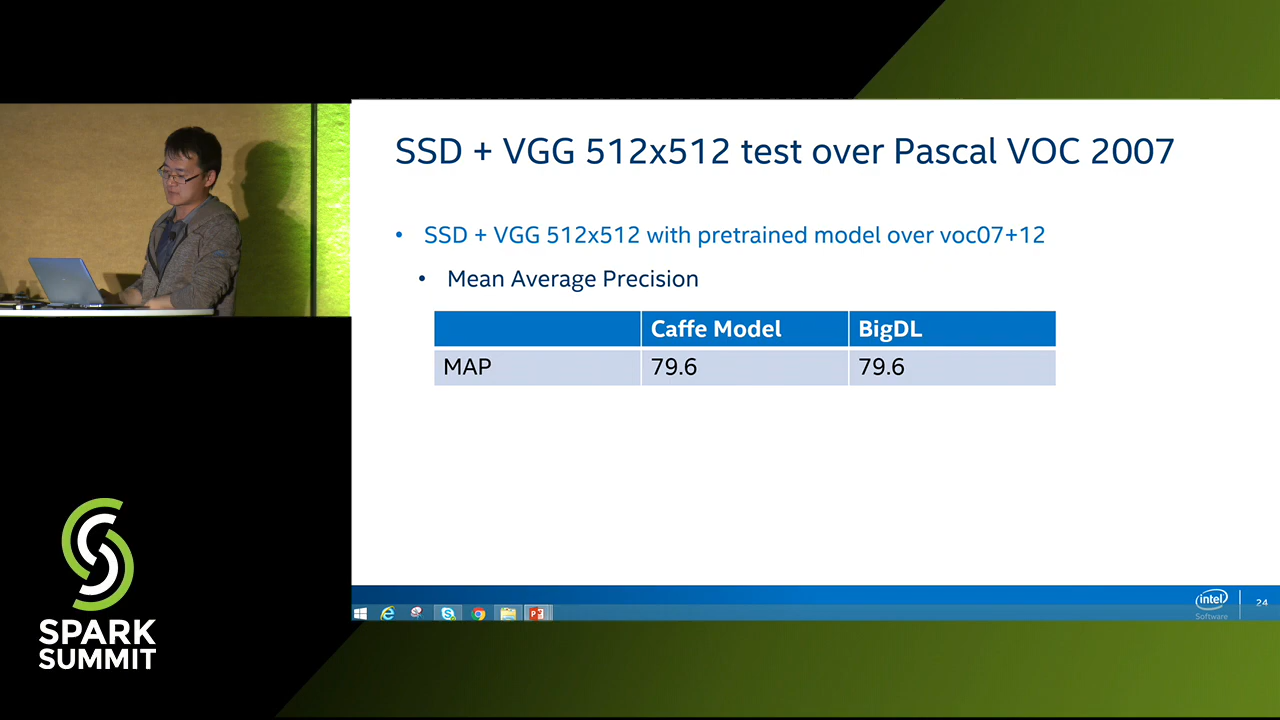 SSD + VGG 512x512 test over Pascal VOC 2007
• SSD + VGG 512x512 with pretrained model over voc07+12
• Mean Average Precision
Caffe Model BigDL
MAP 79.6 79.6
intel
Software
24
SPARK
SUMMIT